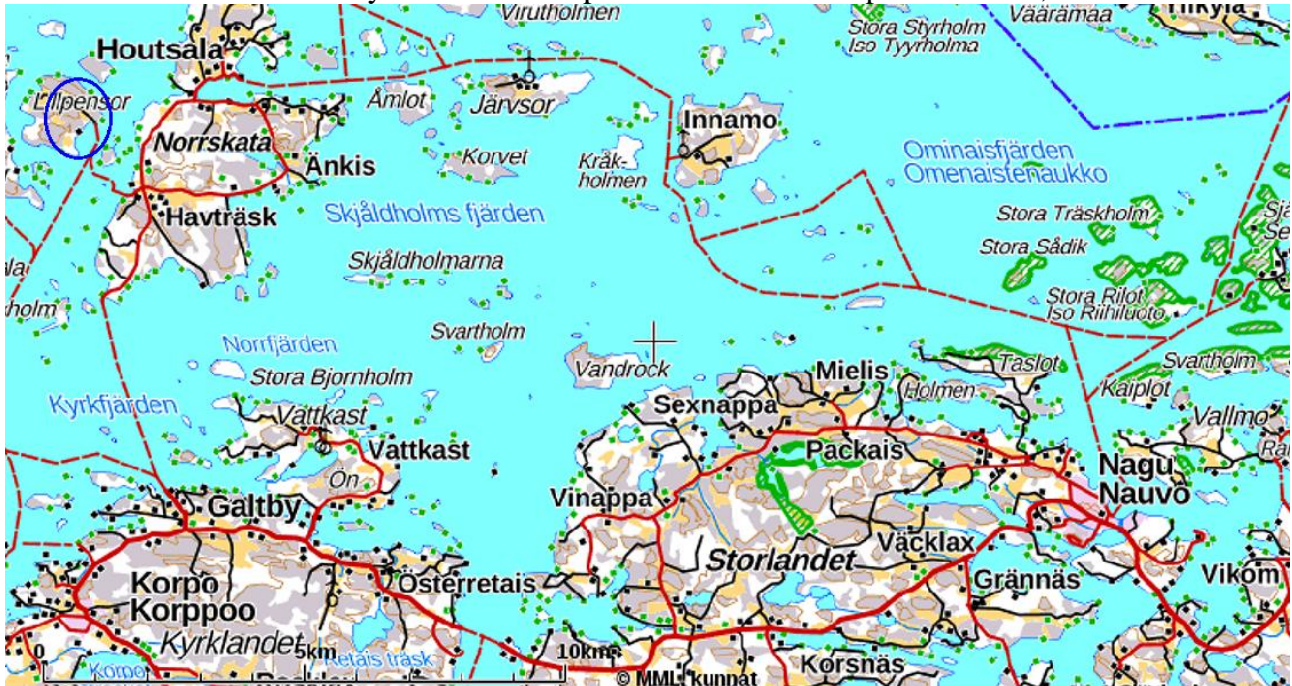 Virutholmen
Stora Styrholm
Iso Tyyrholma
Väärämaa
Houtsala
Lillpensor
Åmlot
Järvsor
Innamo
Norrskata
Änkis
Korvet
Kråk-
holmen
Ominaisfjärden
Omenaistenaukko
Havträsk
Skjåldholms fjärden
Stora Träskholm
Stora Sådik
Skjåldholmarna
Stora Rilot
Iso Riihiluoto
Norrfjärden
Svartholm
Vandrock
Mielis
Taslot
Svartholm
Stora Bjornholm
Holmen
Kaiplot
Kyrkfjärden
Vattkast
Sexnappa
Vallmo
Vattkast
Packais
Ön
Nagu
Nauvo
Galtby
Vinappa
Storlandet
Väcklax
Korpo
Korppoo
Österretais
Grännäs
Vikom
Kyrklandet
0 5km 10km
Korpo
Retais träsk
Korsnäs
© MML, kunnat